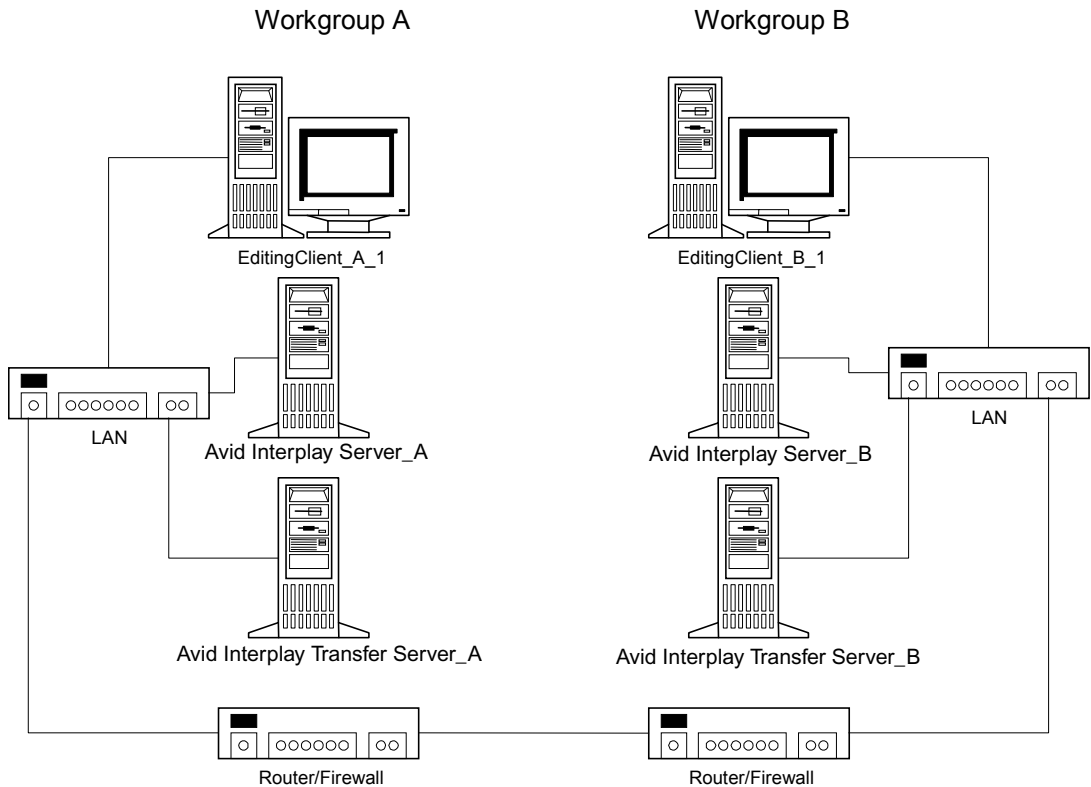 Workgroup A
Workgroup B
EditingClient_A_1
EditingClient_B_1
LAN
LAN
Avid Interplay Server_A
Avid Interplay Server_B
Avid Interplay Transfer Server_A
Avid Interplay Transfer Server_B
Router/Firewall
Router/Firewall